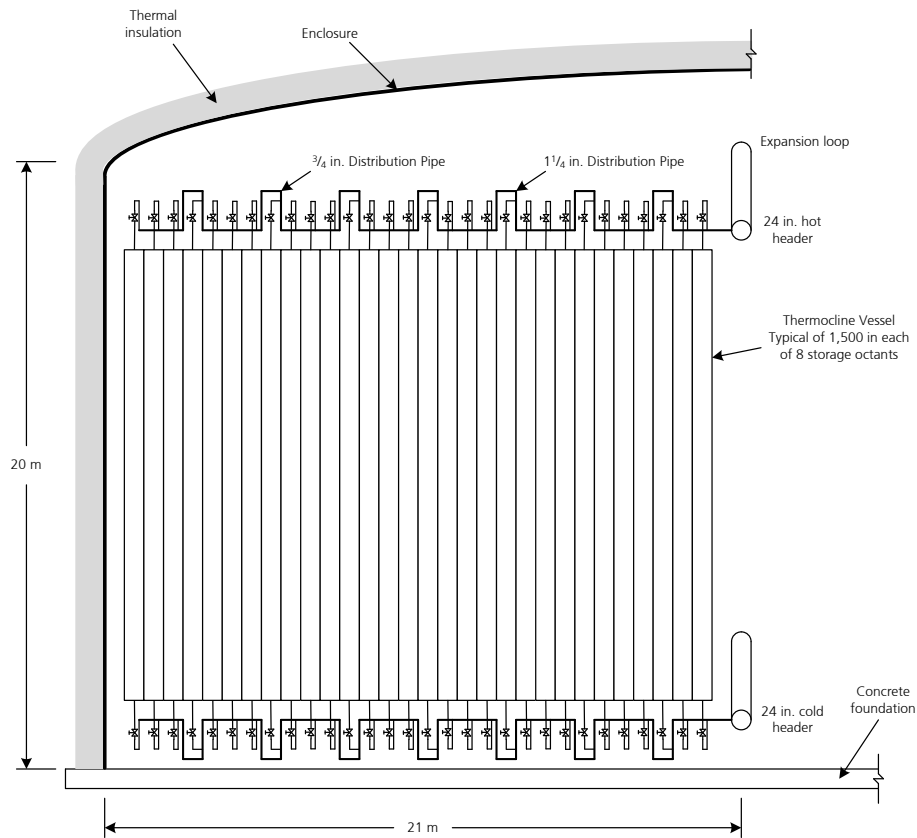 Thermal
insulation
Enclosure
Expansion loop
3/4 in. Distribution Pipe
1 1/4 in. Distribution Pipe
24 in. hot
header
Thermocline Vessel
Typical of 1,500 in each
of 8 storage octants
20 m
Concrete
foundation
24 in. cold
header
21 m